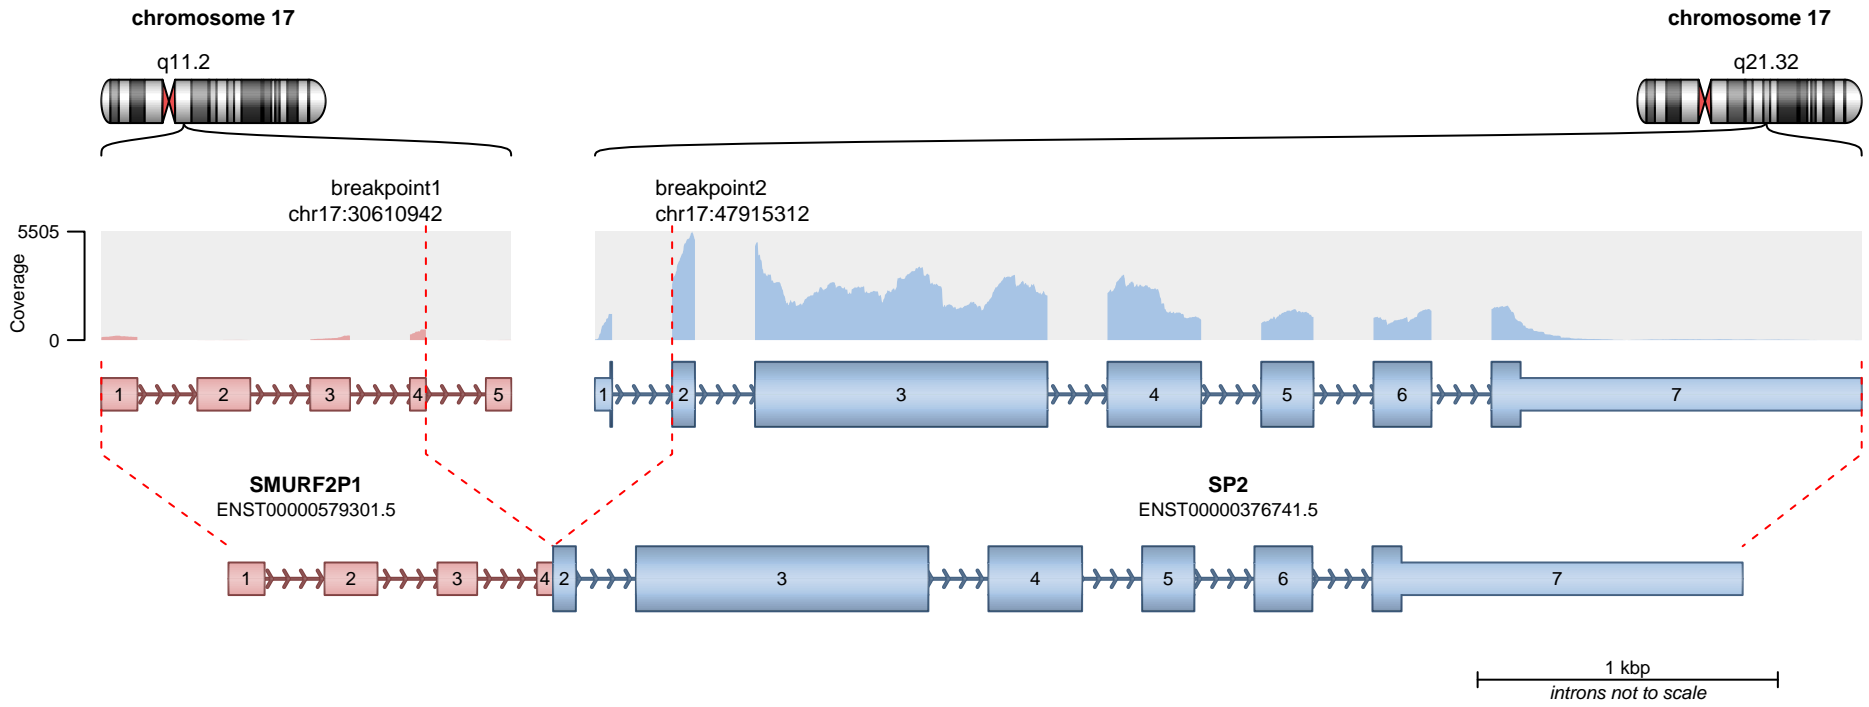 chromosome 17
chromosome 17
q11.2
q21.32
breakpoint1
chr17:30610942
breakpoint2
chr17:47915312
5505
0
Coverage
1 2 3 4 5
1 2 3 4 5 6 7
SMURF2P1
ENST00000579301.5
SP2
ENST00000376741.5
1 2 3 4 2 3 4 5 6 7
1 kbp
introns not to scale